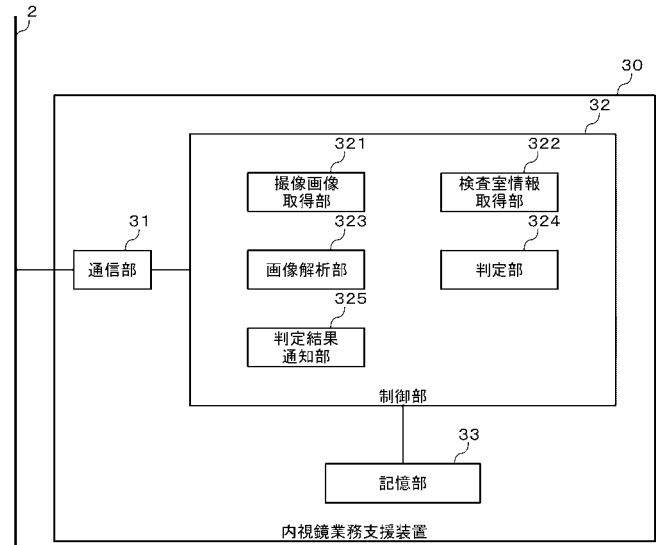 2
30
32
321
撮像画像
取得部
322
検査室情報
取得部
31
通信部
323
画像解析部
324
判定部
325
判定結果
通知部
制御部
33
記憶部
内視鏡業務支援装置